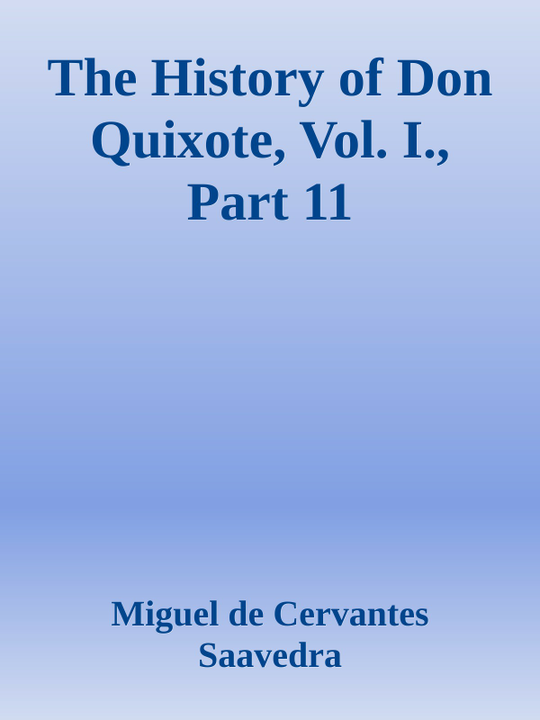 The History of Don
Quixote, Vol. I.,
Part 11
Miguel de Cervantes
Saavedra